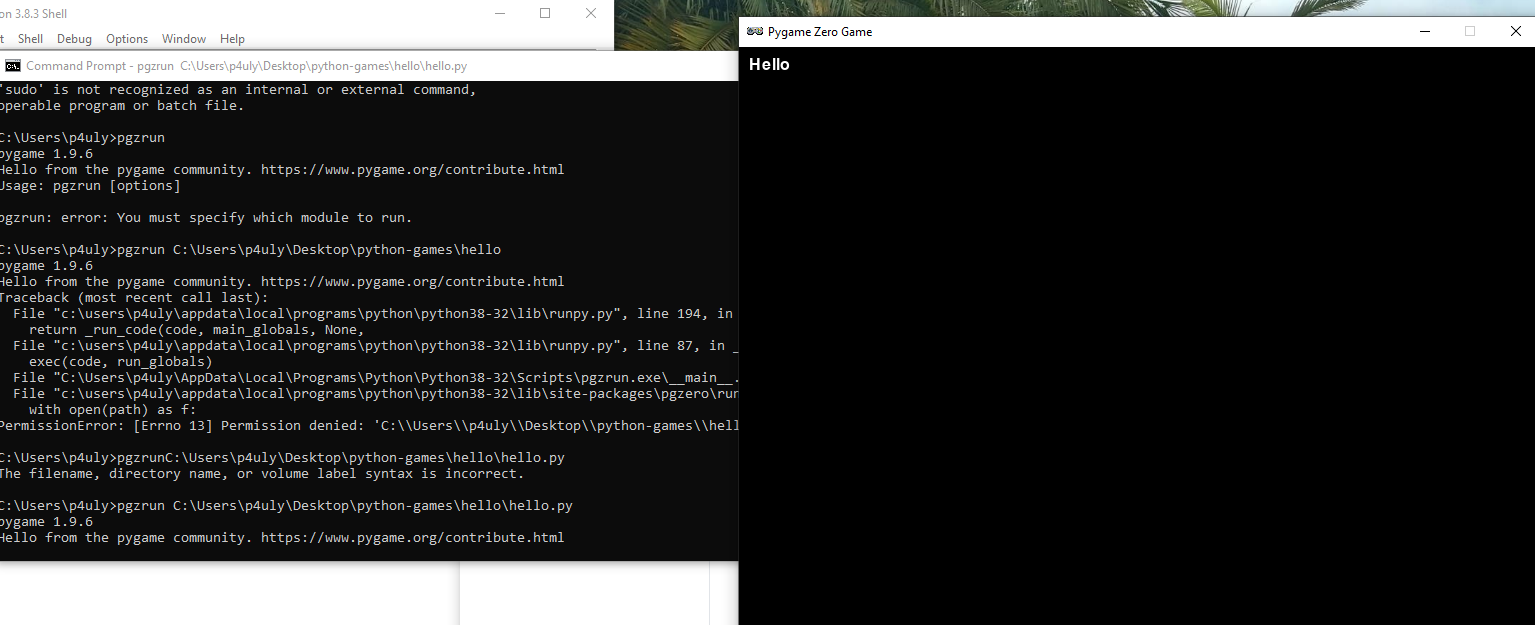 on 3.8.3 Shell
t Shell Debug Options Window Help
Command Prompt - pgzrun C:\Users\p4uly\Desktop\python-games\hello\hello.py
'sudo' is not recognized as an internal or external command,
operable program or batch file.
C:\Users\p4uly>pgzrun
pygame 1.9.6
Hello from the pygame community. https://www.pygame.org/contribute.html
Usage: pgzrun [options]
pgzrun: error: You must specify which module to run.
C:\Users\p4uly>pgzrun C:\Users\p4uly\Desktop\python-games\hello
pygame 1.9.6
Hello from the pygame community. https://www.pygame.org/contribute.html
Traceback (most recent call last):
File "c:\users\p4uly\appdata\local\programs\python\python38-32\lib\runpy.py", line 194, in
return _run_code(code, main_globals, None,
File "c:\users\p4uly\appdata\local\programs\python\python38-32\lib\runpy.py", line 87, in _
exec(code, run_globals)
File "C:\Users\p4uly\AppData\Local\Programs\Python\Python38-32\Scripts\pgzrun.exe\__main__.
File "c:\users\p4uly\appdata\local\programs\python\python38-32\lib\site-packages\pgzero\run
with open(path) as f:
PermissionError: [Errno 13] Permission denied: 'C:\\Users\\p4uly\\Desktop\\python-games\\hell
C:\Users\p4uly>pgzrunC:\Users\p4uly\Desktop\python-games\hello\hello.py
The filename, directory name, or volume label syntax is incorrect.
C:\Users\p4uly>pgzrun C:\Users\p4uly\Desktop\python-games\hello\hello.py
pygame 1.9.6
Hello from the pygame community. https://www.pygame.org/contribute.html
Pygame Zero Game
Hello